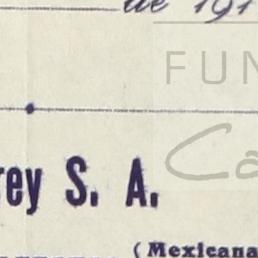 de 191
FUN
Ca
rey S. A.
(Mexicana